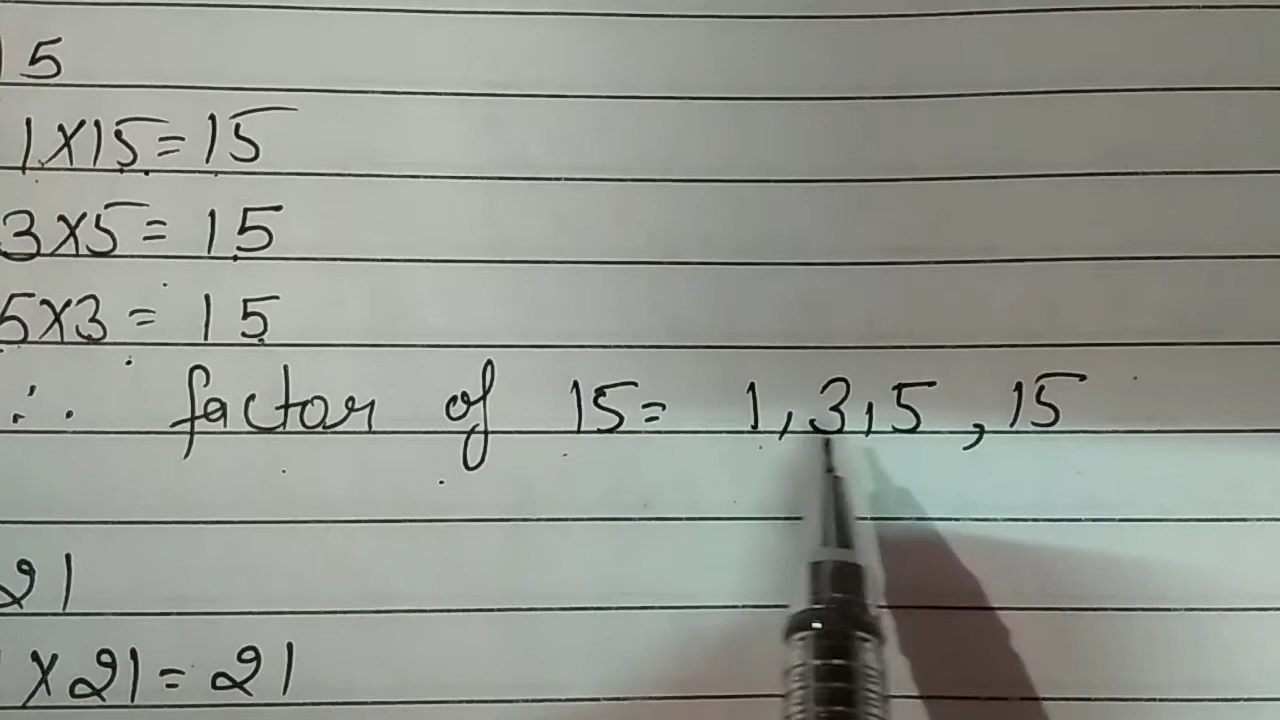 15
1x15=15
3x5= 15
5x3 = 15
∴ factor of 15= 1,3,5,15
21
x21=21